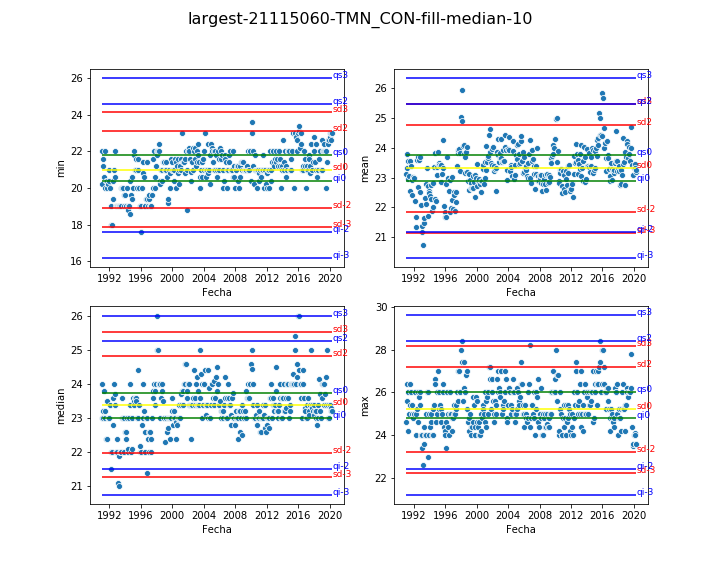 largest-21115060-TMN_CON-fill-median-10
min
26
24
22
20
18
16
qs3
qs2
sd3
sd2
qs0
sd0
qi0
sd-2
sd-3
qi-2
qi-3
1992 1996 2000 2004 2008 2012 2016 2020
Fecha
mean
26
25
24
23
22
21
qs3
sd3
sd2
qs0
sd0
qi0
sd-2
qi-3
1992 1996 2000 2004 2008 2012 2016 2020
Fecha
median
26
25
24
23
22
21
qs3
sd3
qs2
sd2
qs0
sd0
qi0
sd-2
qi-2
sd-3
qi-3
1992 1996 2000 2004 2008 2012 2016 2020
Fecha
max
30
28
26
24
22
qs3
qs2
sd3
sd2
qs0
sd0
qi0
sd-2
qi-2
sd-3
qi-3
1992 1996 2000 2004 2008 2012 2016 2020
Fecha